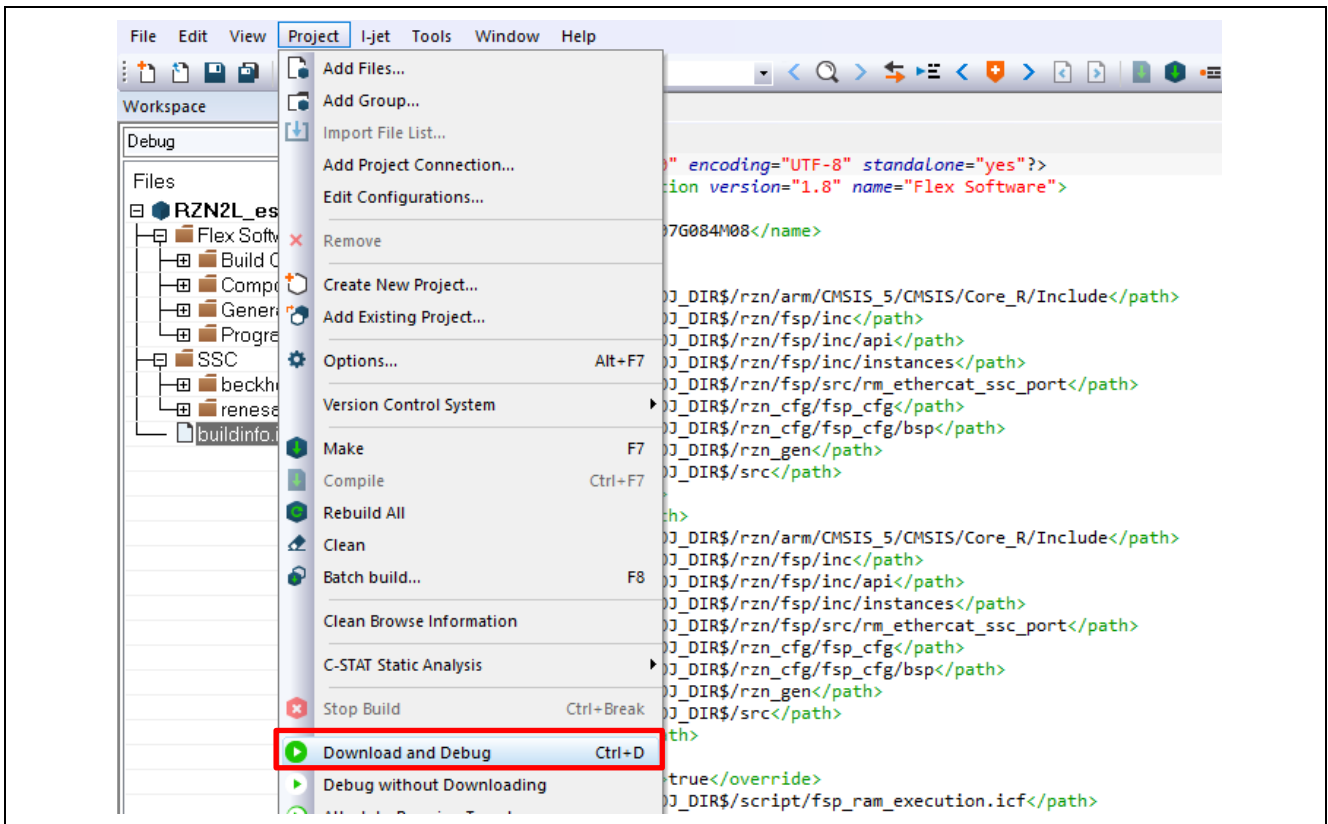 File Edit View Project I-jet Tools Window Help
Workspace
Debug
Files
RZN2L_es
Flex Softw
Build C
Compo
Genera
Progra
SSC
beckho
renesa
buildinfo.i
Add Files...
Add Group...
Import File List...
Add Project Connection...
Edit Configurations...
Remove
Create New Project...
Add Existing Project...
Options... Alt+F7
Version Control System
Make F7
Compile Ctrl+F7
Rebuild All
Clean
Batch build... F8
Clean Browse Information
C-STAT Static Analysis
Stop Build Ctrl+Break
Download and Debug Ctrl+D
Debug without Downloading
" encoding="UTF-8" standalone="yes"?>
tion version="1.8" name="Flex Software">
7G084M08</name>
J_DIR$/rzn/arm/CMSIS_5/CMSIS/Core_R/Include</path>
J_DIR$/rzn/fsp/inc</path>
J_DIR$/rzn/fsp/inc/api</path>
J_DIR$/rzn/fsp/inc/instances</path>
J_DIR$/rzn/fsp/src/rm_ethercat_ssc_port</path>
J_DIR$/rzn_cfg/fsp_cfg</path>
J_DIR$/rzn_cfg/fsp_cfg/bsp</path>
J_DIR$/rzn_gen</path>
J_DIR$/src</path>
>
th>
J_DIR$/rzn/arm/CMSIS_5/CMSIS/Core_R/Include</path>
J_DIR$/rzn/fsp/inc</path>
J_DIR$/rzn/fsp/inc/api</path>
J_DIR$/rzn/fsp/inc/instances</path>
J_DIR$/rzn/fsp/src/rm_ethercat_ssc_port</path>
J_DIR$/rzn_cfg/fsp_cfg</path>
J_DIR$/rzn_cfg/fsp_cfg/bsp</path>
J_DIR$/rzn_gen</path>
J_DIR$/src</path>
th>
true</override>
J_DIR$/script/fsp_ram_execution.icf</path>